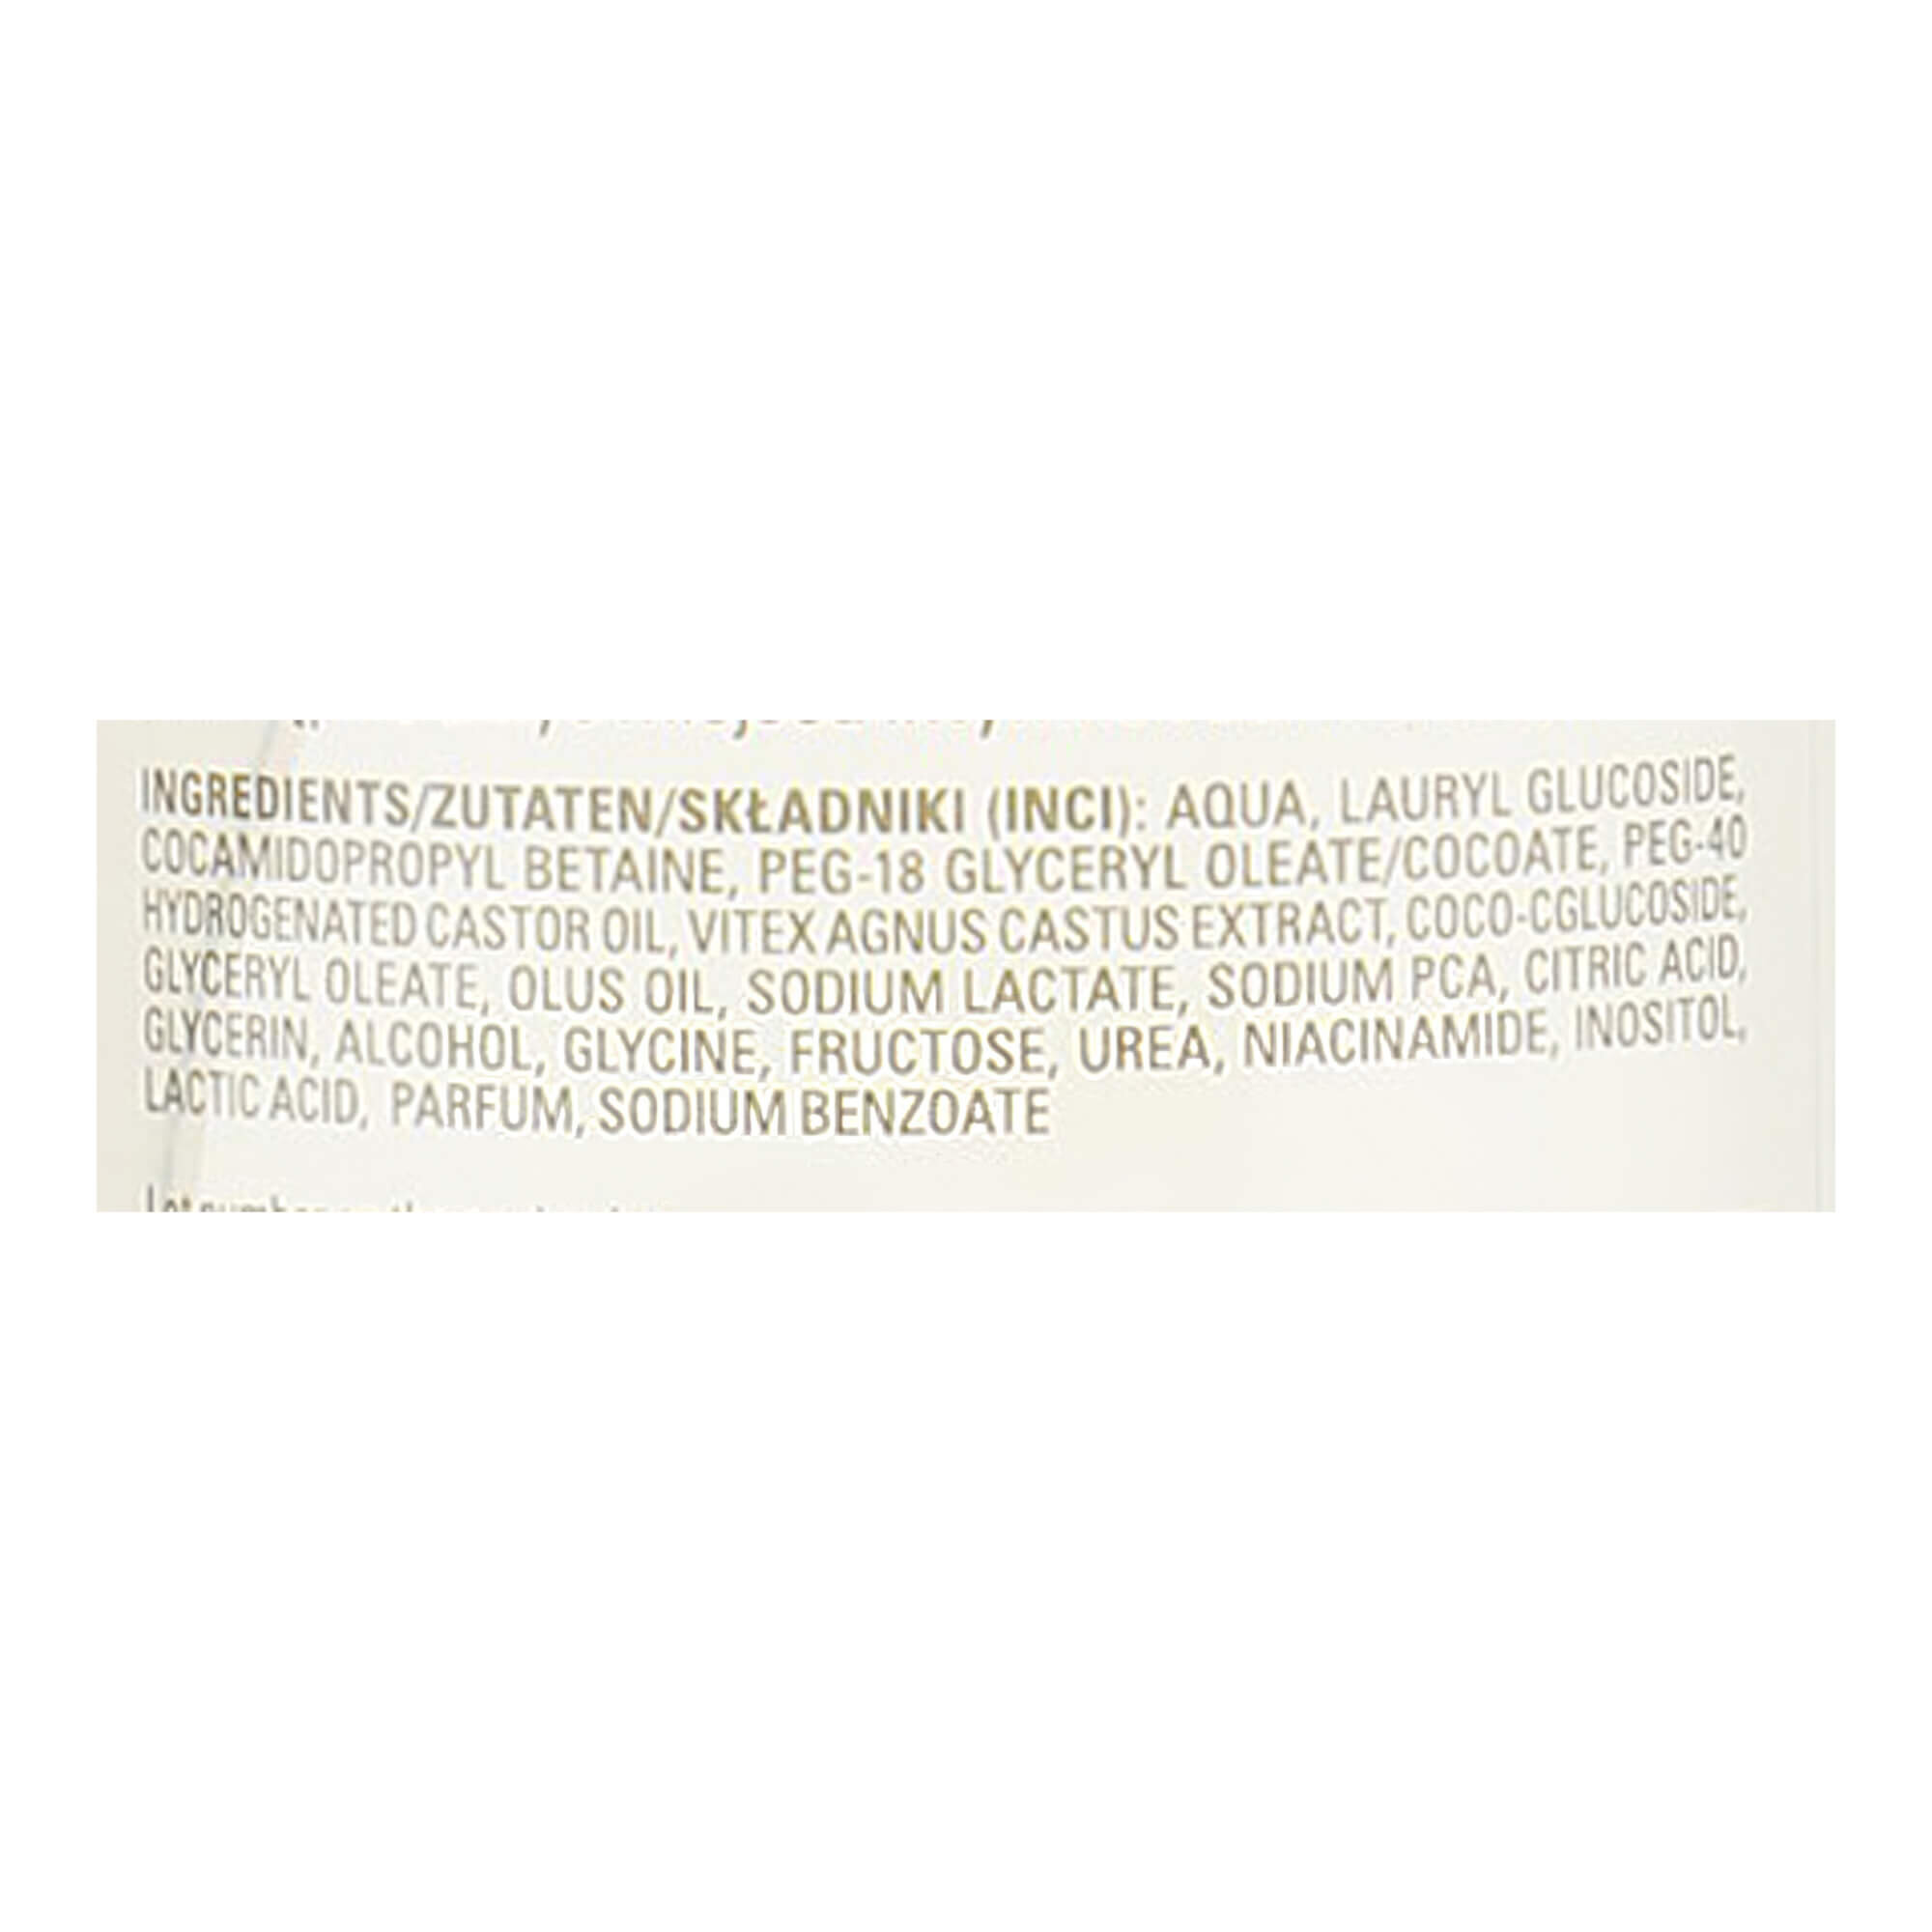 INGREDIENTS/ZUTATEN/SKŁADNIKI (INCI): AQUA, LAURYL GLUCOSIDE,
COCAMIDOPROPYL BETAINE, PEG-18 GLYCERYL OLEATE/COCOATE, PEG-40
HYDROGENATED CASTOR OIL, VITEX AGNUS CASTUS EXTRACT, COCO-CGLUCOSIDE,
GLYCERYL OLEATE, OLUS OIL, SODIUM LACTATE, SODIUM PCA, CITRIC ACID,
GLYCERIN, ALCOHOL, GLYCINE, FRUCTOSE, UREA, NIACINAMIDE, INOSITOL,
LACTIC ACID, PARFUM, SODIUM BENZOATE